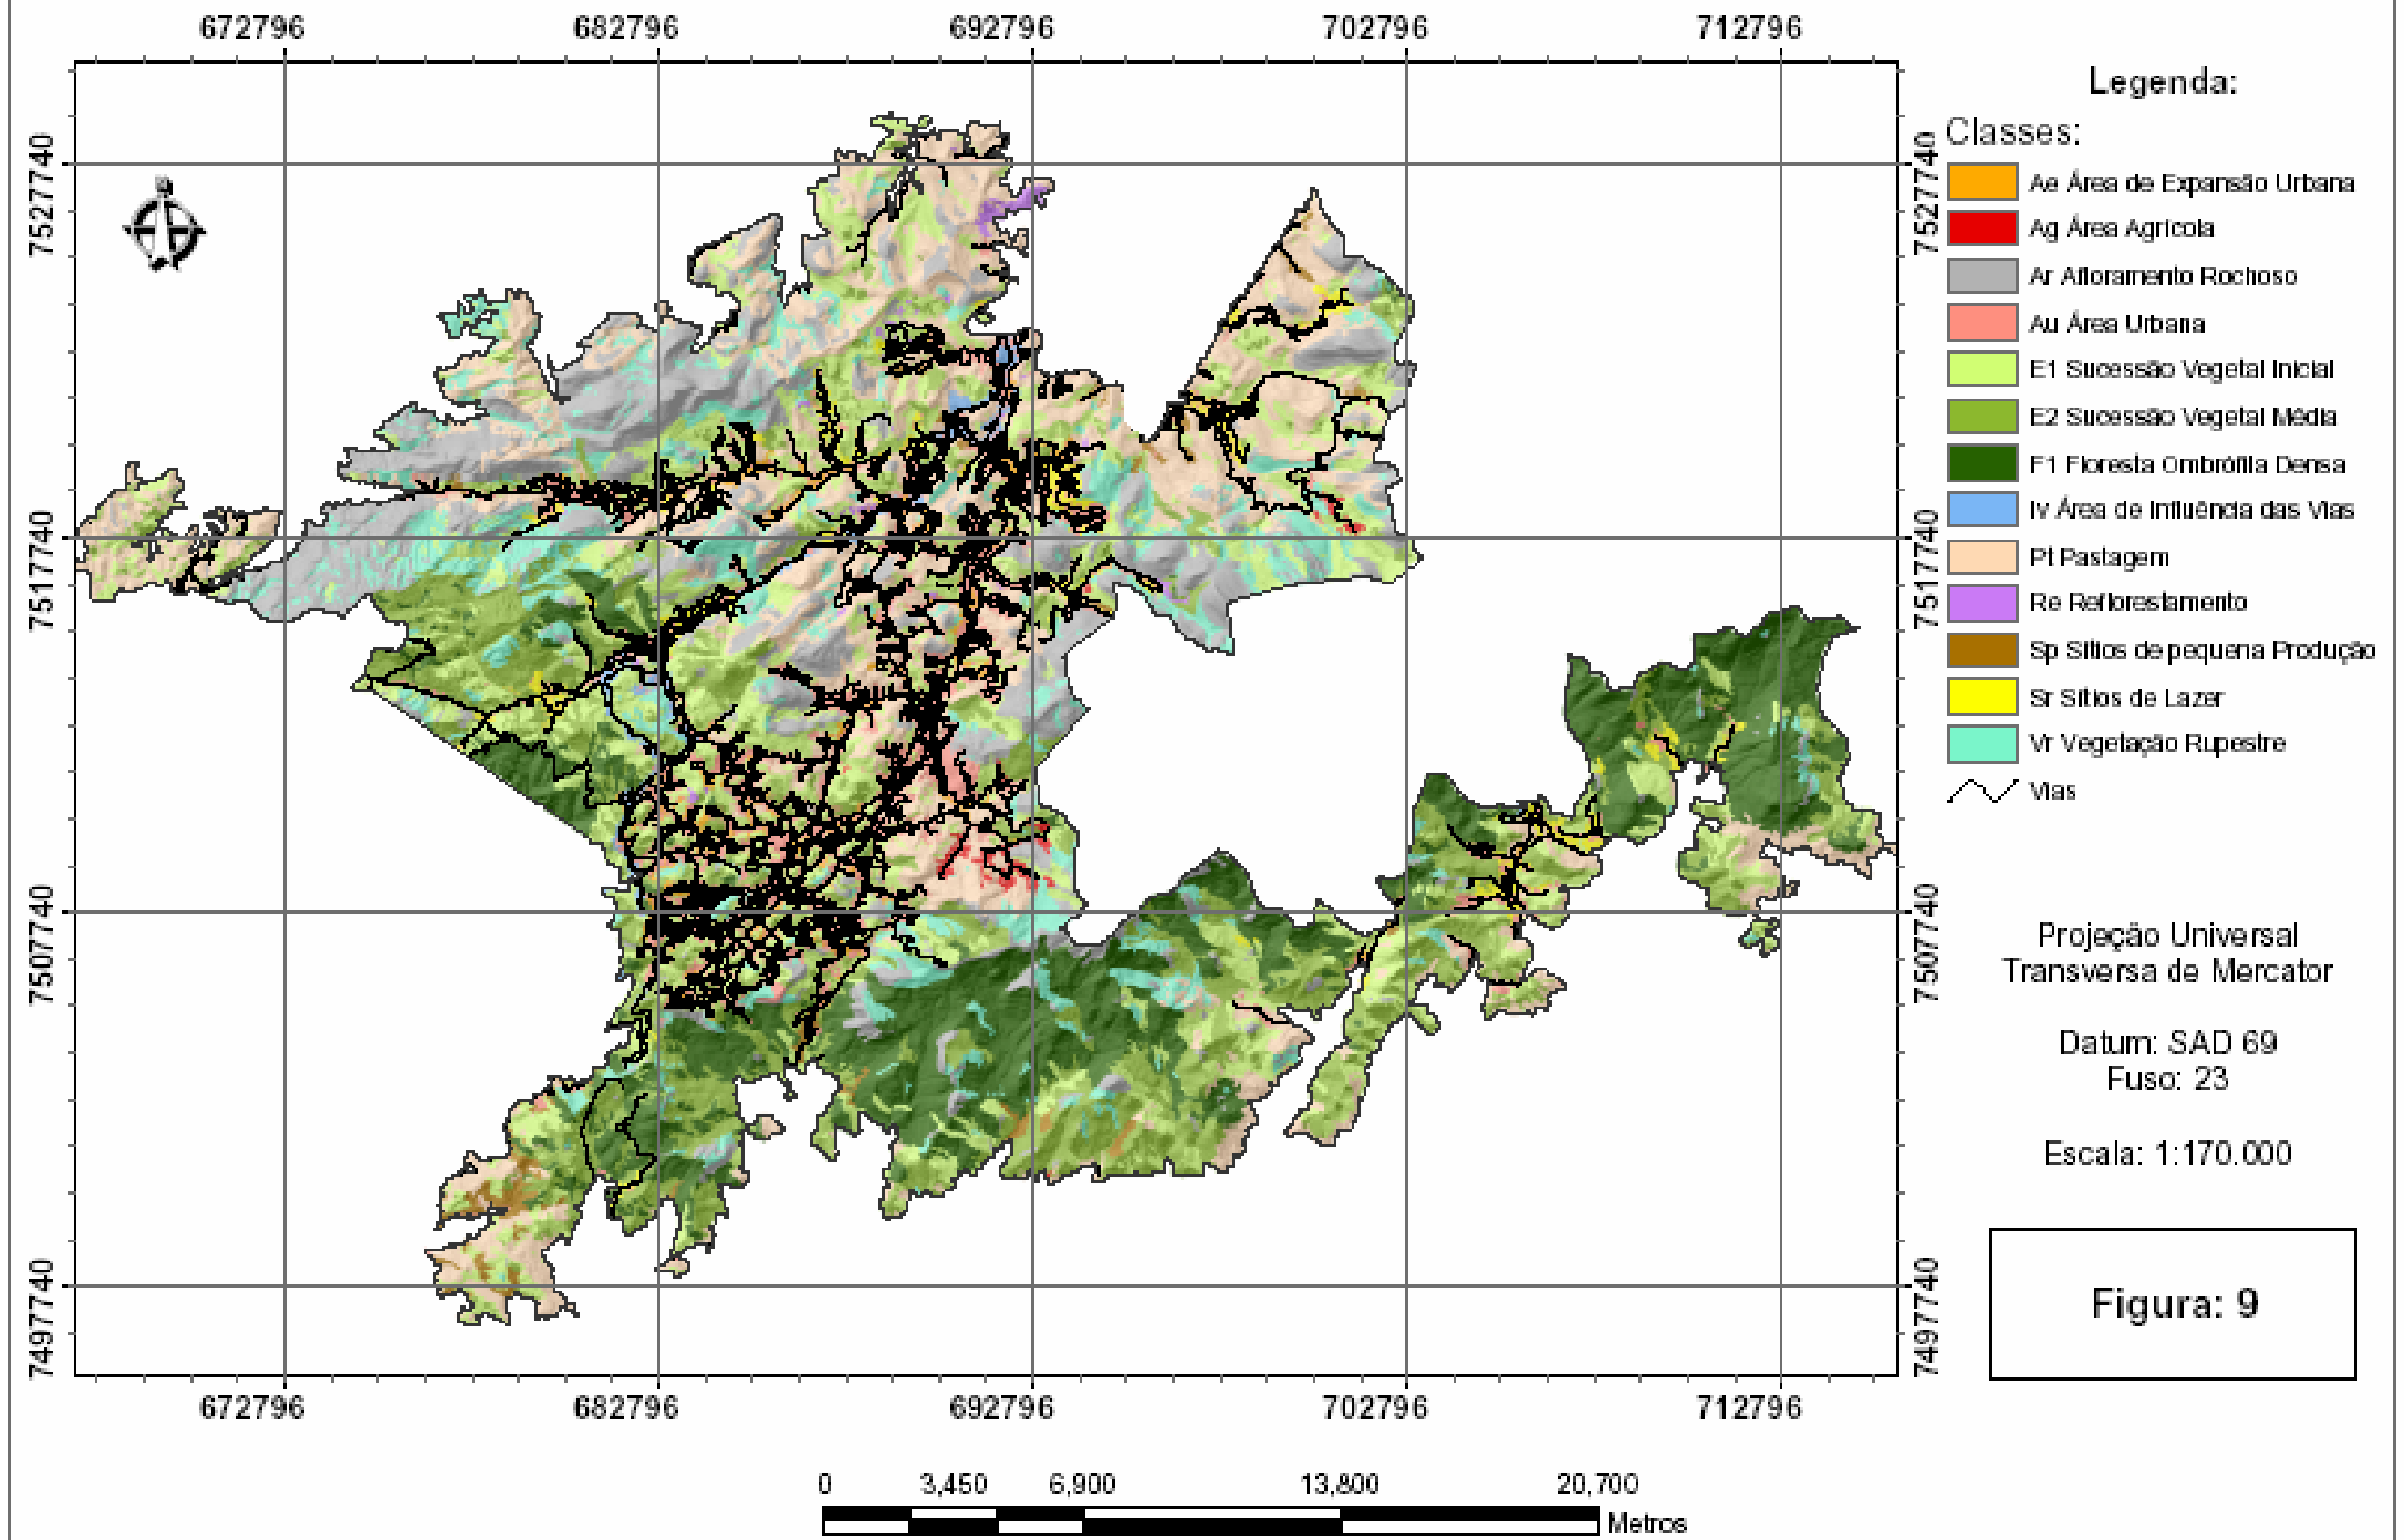 672796 682796 692796 702796 712796
7527740
7517740
7507740
7497740
7527740
7517740
7507740
7497740
672796 682796 692796 702796 712796
Legenda:
Classes:
Ae Área de Expansão Urbana
Ag Área Agrícola
Ar Afloramento Rochoso
Au Área Urbana
E1 Sucessão Vegetal Inicial
E2 Sucessão Vegetal Média
F1 Floresta Ombrófila Densa
Iv Área de Influência das Vias
Pt Pastagem
Re Reflorestamento
Sp Sítios de pequena Produção
Sr Sítios de Lazer
Vr Vegetação Rupestre
Vias
Projeção Universal
Transversa de Mercator
Datum: SAD 69
Fuso: 23
Escala: 1:170.000
Figura: 9
0 3,450 6,900 13,800 20,700
Metros